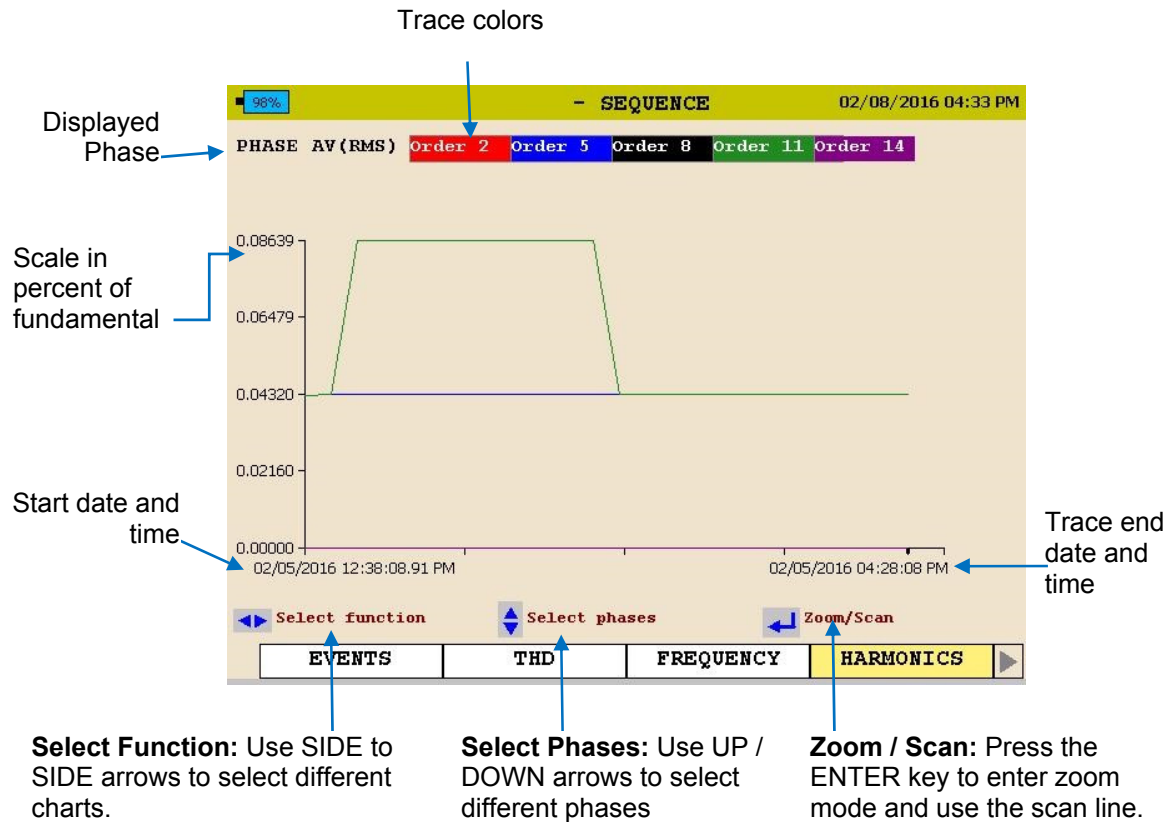 Trace colors
98%
- SEQUENCE
02/08/2016 04:33 PM
Displayed
Phase
PHASE AV(RMS) Order 2 Order 5 Order 8 Order 11 Order 14
Scale in
percent of
fundamental
0.08639
0.06479
0.04320
0.02160
0.00000
Start date and
time
02/05/2016 12:38:08.91 PM
02/05/2016 04:28:08 PM
Trace end
date and
time
Select function
Select phases
Zoom/Scan
EVENTS
THD
FREQUENCY
HARMONICS
Select Function: Use SIDE to
SIDE arrows to select different
charts.
Select Phases: Use UP /
DOWN arrows to select
different phases
Zoom / Scan: Press the
ENTER key to enter zoom
mode and use the scan line.